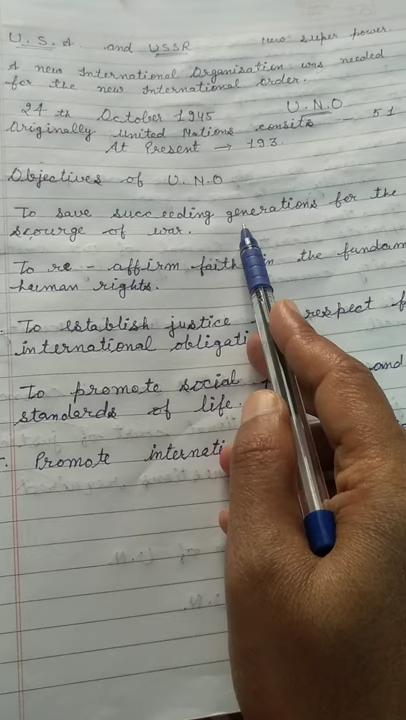 U.S.A and USSR new super power
A new International Organisation was needed
for the new International order.
24 th October 1945 U.N.O
Originally United Nations consits - 51
At Present → 193.
Objectives of U.N.O
To save succeeding generations for the
scourge of war.
To re-affirm faith in the fundam
human rights.
To establish justice respect f
international obligati
To promote social and
standards of life.
Promote internati